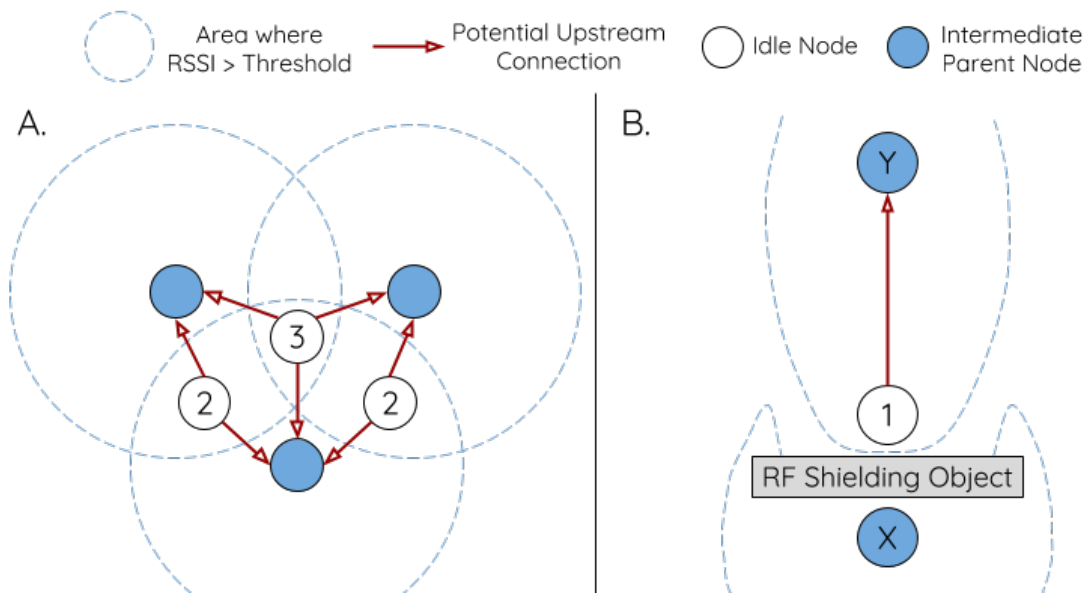 Area where
RSSI > Threshold
Potential Upstream
Connection
Idle Node
Intermediate
Parent Node
A.
B.
Y
3
2
2
1
RF Shielding Object
X